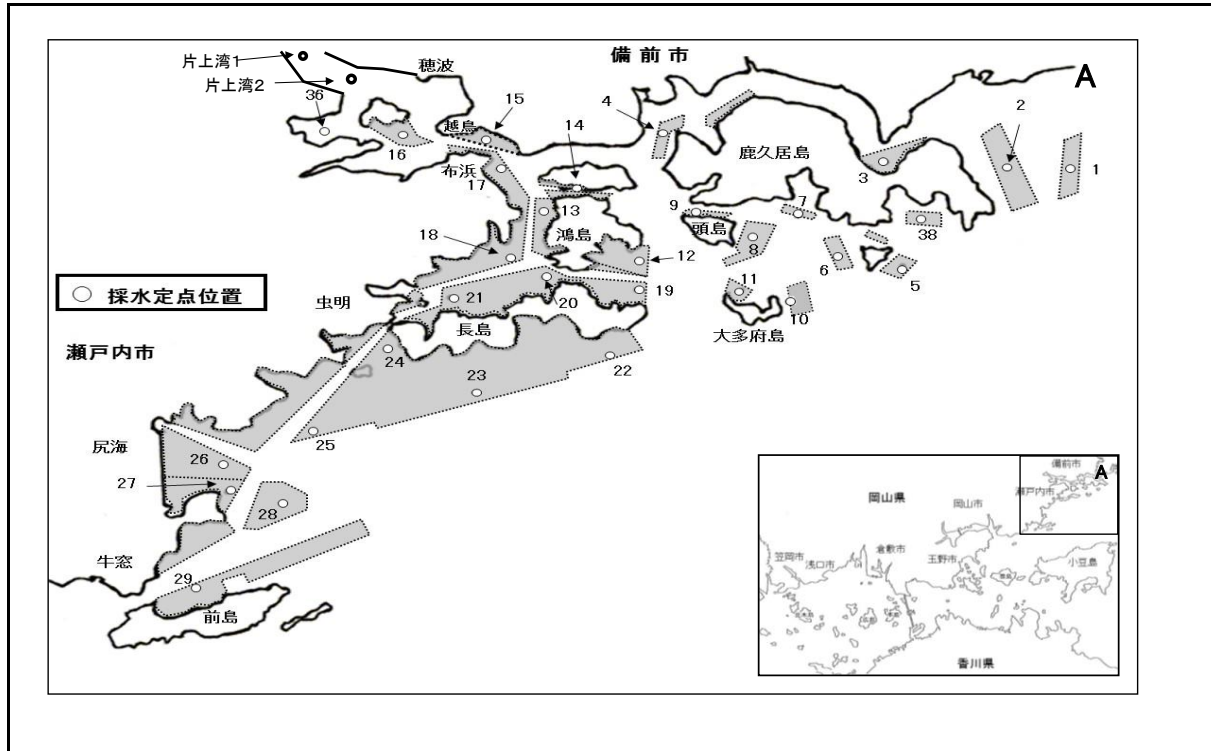 備前市
片上湾1
穂波
A
片上湾2
36
15
4
2
越島
14
16
鹿久居島
3
1
布浜
17
13
9
7
頭島
38
鴻島
8
18
12
6
5
採水定点位置
19
11
20
21
10
虫明
長島
大多府島
瀬戸内市
24
22
23
25
尻海
26
27
28
牛窓
29
前島
備前市
A
岡山県
瀬戸内市
岡山市
倉敷市
玉野市
笠岡市
浅口市
小豆島
香川県